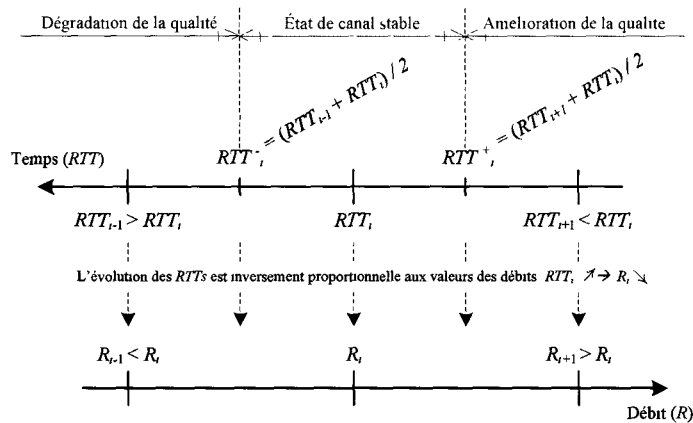 Dégradation de la qualité État de canal stable Amelioration de la qualite
RTT⁻ᵢ = (RTTᵢ₋₁ + RTTᵢ) / 2 RTT⁺ᵢ = (RTTᵢ₊₁ + RTTᵢ) / 2
Temps (RTT)
RTTᵢ₋₁ > RTTᵢ RTTᵢ RTTᵢ₊₁ < RTTᵢ
L'évolution des RTTs est inversement proportionnelle aux valeurs des débits RTTᵢ ↗ → Rᵢ ↘
Rᵢ₋₁ < Rᵢ Rᵢ Rᵢ₊₁ > Rᵢ
Débit (R)